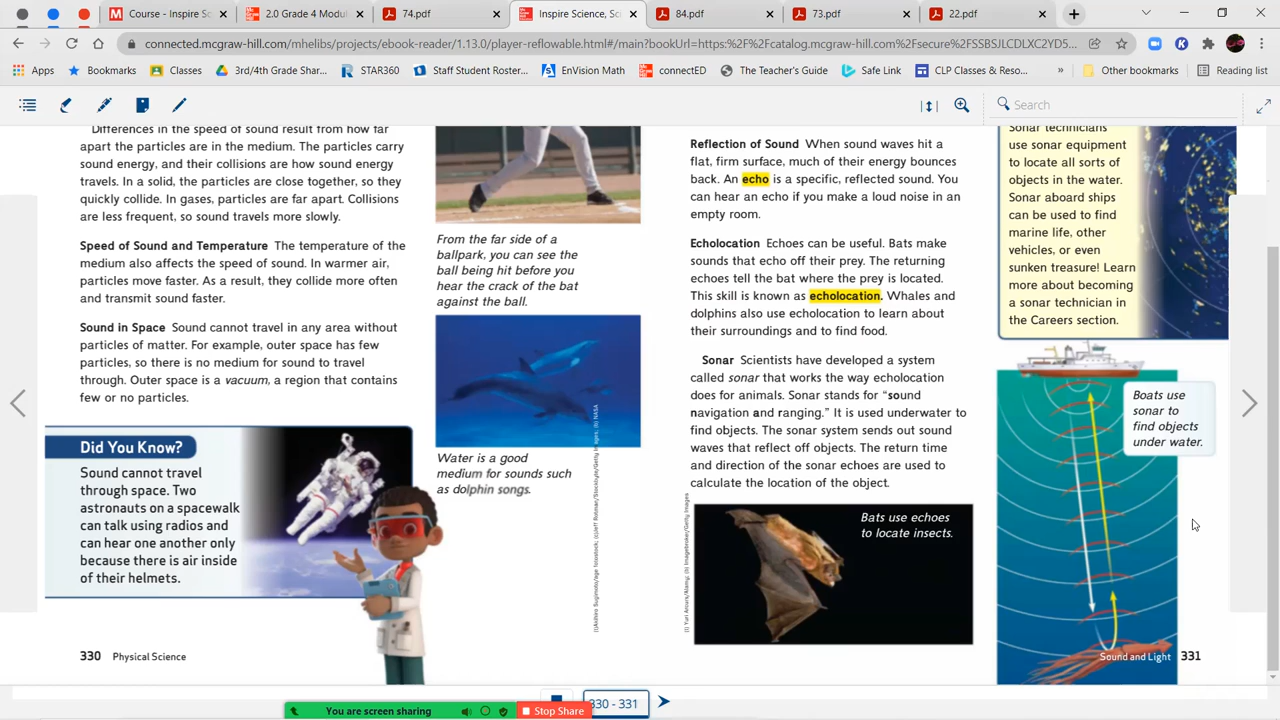 Course - Inspire Sc
2.0 Grade 4 Modul
74.pdf
Inspire Science, Sc
84.pdf
73.pdf
22.pdf
connected.mcgraw-hill.com/mhelibs/projects/ebook-reader/1.13
Apps
Bookmarks
Classes
3rd/4th Grade Shar...
STAR360
Staff Student Roster...
EnVision Math
connectED
The Teacher's Guide
Safe Link
CLP Classes & Reso...
»
Other bookmarks
Reading list
Search
Differences in the speed of sound result from how far
apart the particles are in the medium. The particles carry
sound energy, and their collisions are how sound energy
travels. In a solid, the particles are close together, so they
quickly collide. In gases, particles are far apart. Collisions
are less frequent, so sound travels more slowly.
Speed of Sound and Temperature The temperature of the
medium also affects the speed of sound. In warmer air,
particles move faster. As a result, they collide more often
and transmit sound faster.
Sound in Space Sound cannot travel in any area without
particles of matter. For example, outer space has few
particles, so there is no medium for sound to travel
through. Outer space is a vacuum, a region that contains
few or no particles.
Did You Know?
Sound cannot travel
through space. Two
astronauts on a spacewalk
can talk using radios and
can hear one another only
because there is air inside
of their helmets.
330 Physical Science
From the far side of a
ballpark, you can see the
ball being hit before you
hear the crack of the bat
against the ball.
Water is a good
medium for sounds such
as dolphin songs.
Reflection of Sound When sound waves hit a
flat, firm surface, much of their energy bounces
back. An echo is a specific, reflected sound. You
can hear an echo if you make a loud noise in an
empty room.
Echolocation Echoes can be useful. Bats make
sounds that echo off their prey. The returning
echoes tell the bat where the prey is located.
This skill is known as echolocation. Whales and
dolphins also use echolocation to learn about
their surroundings and to find food.
Sonar Scientists have developed a system
called sonar that works the way echolocation
does for animals. Sonar stands for "sound
navigation and ranging." It is used underwater to
find objects. The sonar system sends out sound
waves that reflect off objects. The return time
and direction of the sonar echoes are used to
calculate the location of the object.
Bats use echoes
to locate insects.
Sonar technicians
use sonar equipment
to locate all sorts of
objects in the water.
Sonar aboard ships
can be used to find
marine life, other
vehicles, or even
sunken treasure! Learn
more about becoming
a sonar technician in
the Careers section.
Boats use
sonar to
find objects
under water.
Sound and Light 331
330 - 331
You are screen sharing
Stop Share